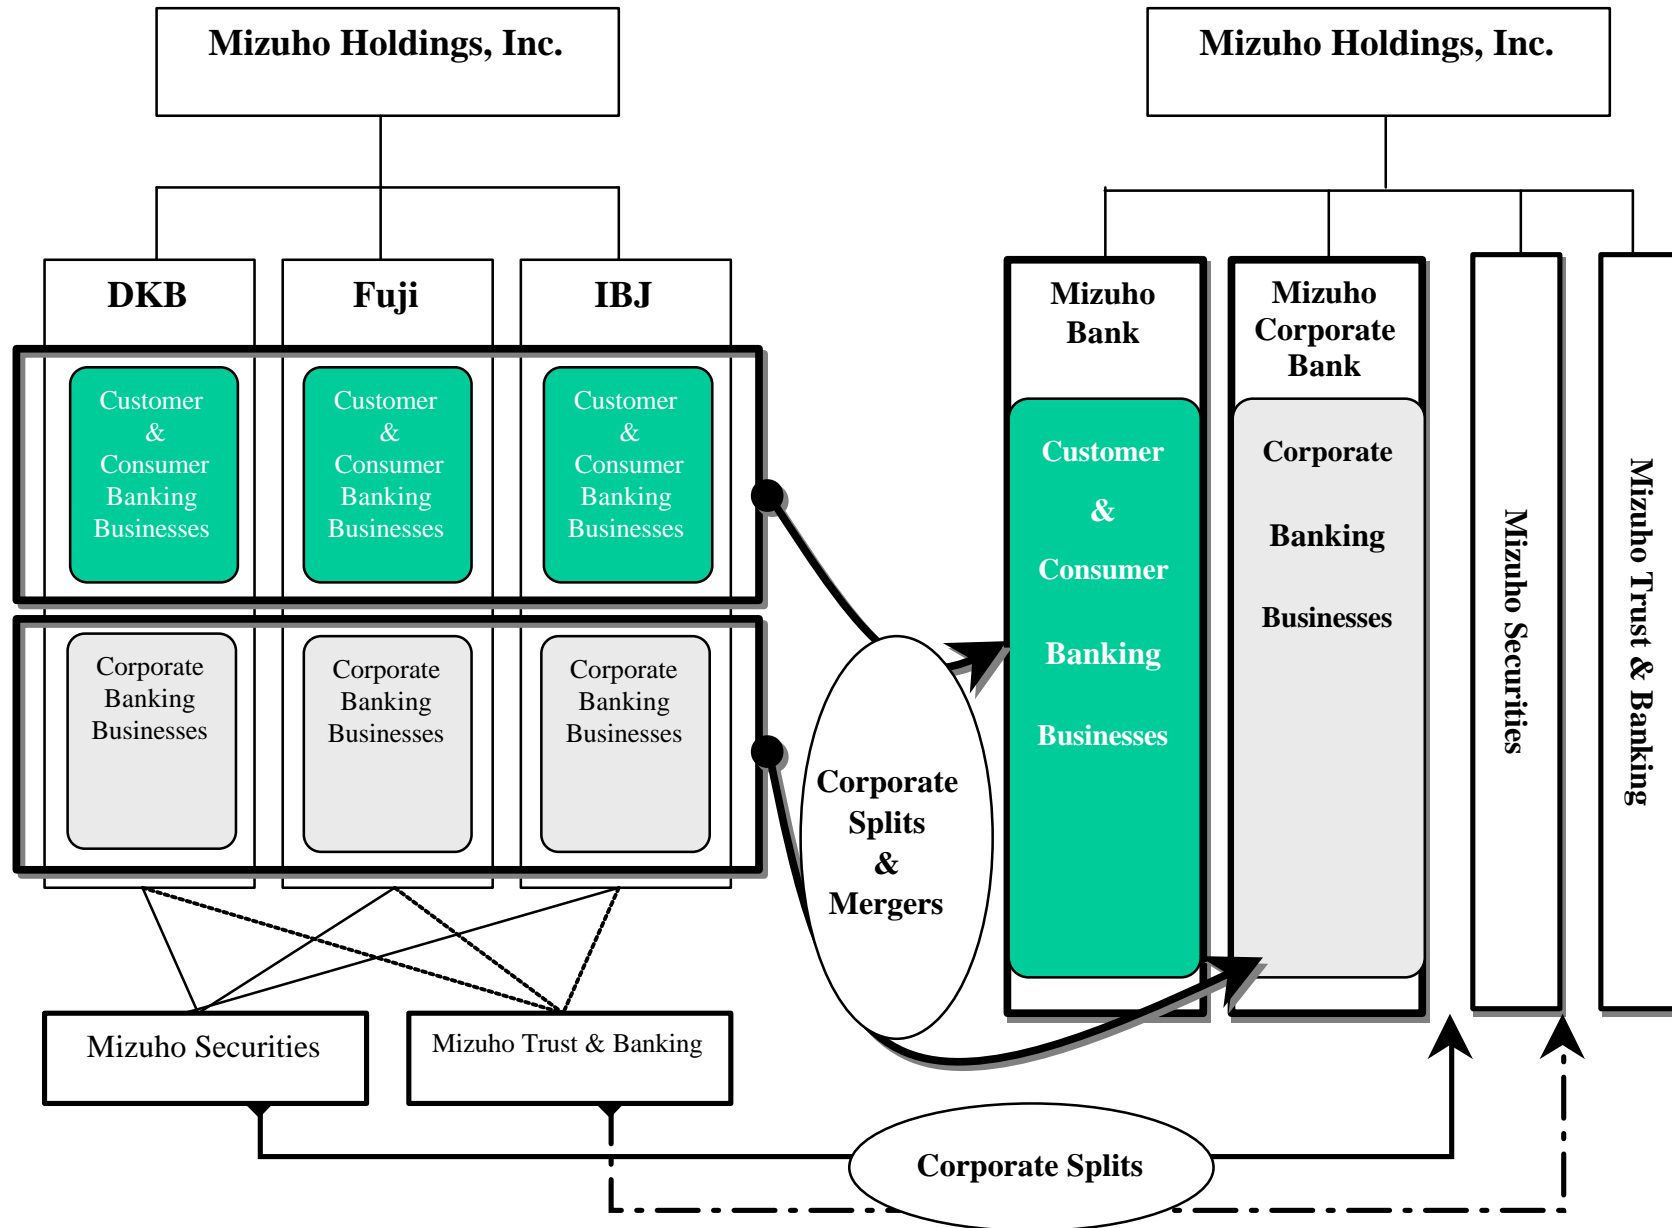 Mizuho Holdings, Inc.
DKB
Fuji
IBJ
Customer
&
Consumer
Banking
Businesses
Customer
&
Consumer
Banking
Businesses
Customer
&
Consumer
Banking
Businesses
Corporate
Banking
Businesses
Corporate
Banking
Businesses
Corporate
Banking
Businesses
Mizuho Securities
Mizuho Trust & Banking
Corporate
Splits
&
Mergers
Corporate Splits
Mizuho Holdings, Inc.
Mizuho
Bank
Customer
&
Consumer
Banking
Businesses
Mizuho
Corporate
Bank
Corporate
Banking
Businesses
Mizuho Securities
Mizuho Trust & Banking